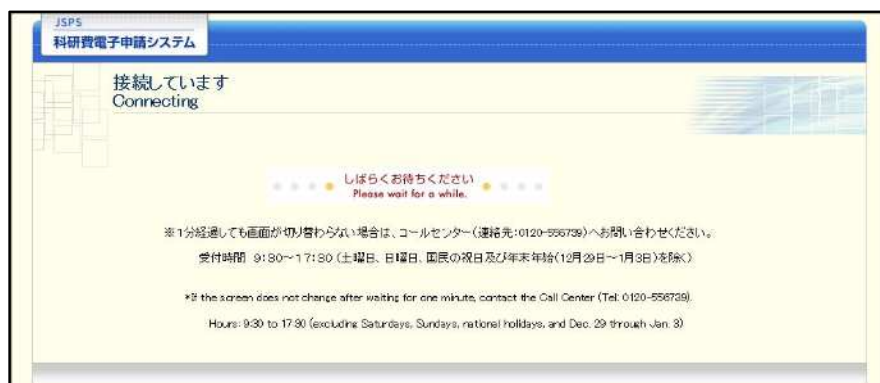 JSPS
科研費電子申請システム
接続しています
Connecting
しばらくお待ちください
Please wait for a while.
※1分経過しても画面が切り替わらない場合は、コールセンター(連絡先:0120-556739)へお問い合わせください。
受付時間 9:30~17:30 (土曜日、日曜日、国民の祝日及び年末年始(12月29日~1月3日)を除く)
*If the screen does not change after waiting for one minute, contact the Call Center (Tel: 0120-556739).
Hours: 9:30 to 17:30 (excluding Saturdays, Sundays, national holidays, and Dec. 29 through Jan. 3)